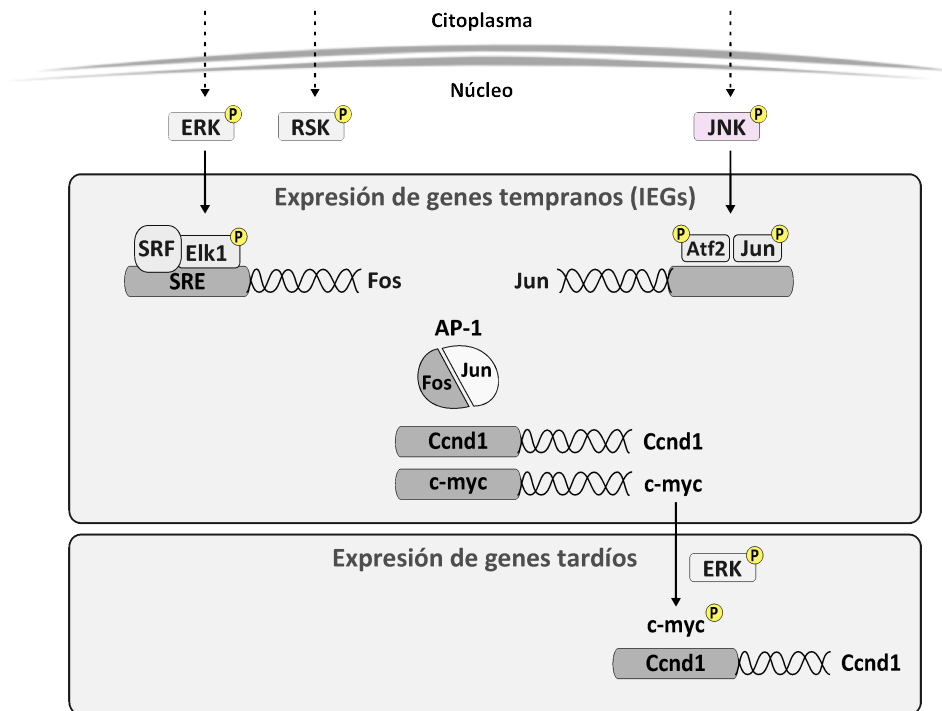 Citoplasma
Núcleo
ERK P
RSK P
JNK P
Expresión de genes tempranos (IEGs)
SRF Elk1 P
SRE Fos
P Atf2 Jun P
Jun
AP-1
Fos Jun
Ccnd1 Ccnd1
c-myc c-myc
Expresión de genes tardíos
ERK P
c-myc P
Ccnd1 Ccnd1